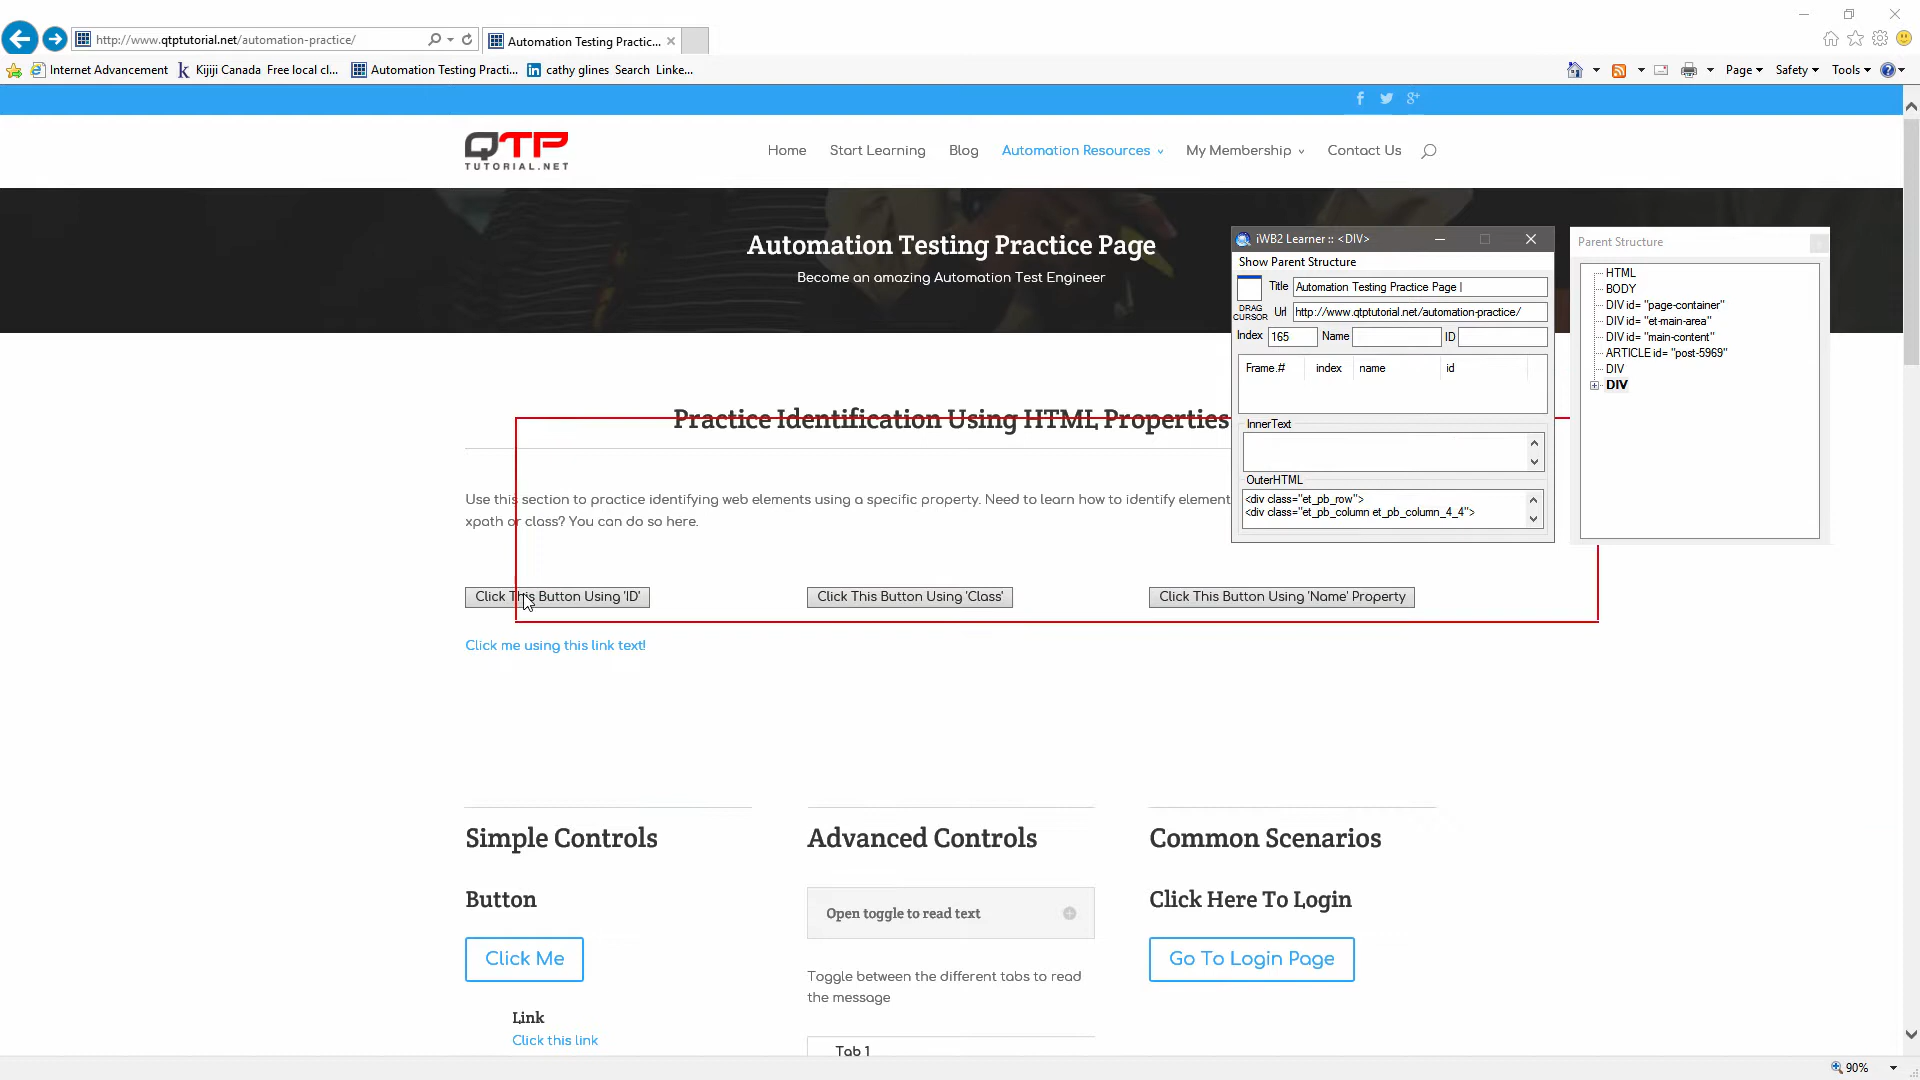 http://www.qtptutorial.net/automation-practice/
Automation Testing Practic...
Internet Advancement
Kijiji Canada Free local cl...
Automation Testing Practi...
cathy glines Search Linke...
Page
Safety
Tools
QTP
TUTORIAL.NET
Home
Start Learning
Blog
Automation Resources
My Membership
Contact Us
Automation Testing Practice Page
Become an amazing Automation Test Engineer
iWB2 Learner :: <DIV>
Show Parent Structure
DRAG
CURSOR
Title
Automation Testing Practice Page |
Url
http://www.qtptutorial.net/automation-practice/
Index
165
Name
ID
Frame.#
index
name
id
InnerText
OuterHTML
<div class="et_pb_row">
<div class="et_pb_column et_pb_column_4_4">
Parent Structure
HTML
BODY
DIV id= "page-container"
DIV id= "et-main-area"
DIV id= "main-content"
ARTICLE id= "post-5969"
DIV
DIV
Practice Identification Using HTML Properties
Use this section to practice identifying web elements using a specific property. Need to learn how to identify element
xpath or class? You can do so here.
Click This Button Using 'ID'
Click This Button Using 'Class'
Click This Button Using 'Name' Property
Click me using this link text!
Simple Controls
Button
Click Me
Link
Click this link
Advanced Controls
Open toggle to read text
Toggle between the different tabs to read
the message
Tab 1
Common Scenarios
Click Here To Login
Go To Login Page
90%